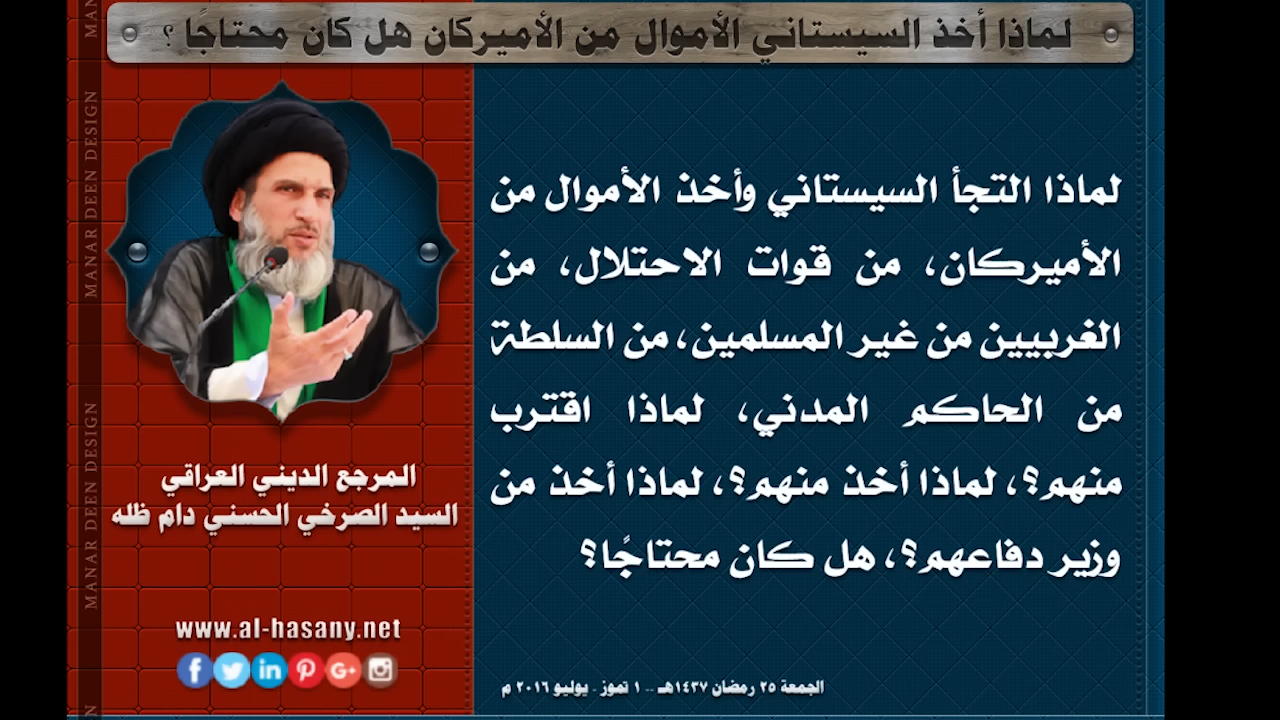 لماذا أخذ السيستاني الأموال من الأميركان هل كان محتاجًا ؟
لماذا التجأ السيستاني وأخذ الأموال من
الأميركان، من قوات الاحتلال، من
الغربيين من غير المسلمين، من السلطة
من الحاكم المدني، لماذا اقترب
منهم؟، لماذا أخذ منهم؟، لماذا أخذ من
وزير دفاعهم؟، هل كان محتاجًا؟
الجمعة ٢٥ رمضان ١٤٣٧هـ -- ١ تموز - يوليو ٢٠١٦ م
المرجع الديني العراقي
السيد الصرخي الحسني دام ظله
www.al-hasany.net
MANAR DEEN DESIGN
MANAR DEEN DESIGN